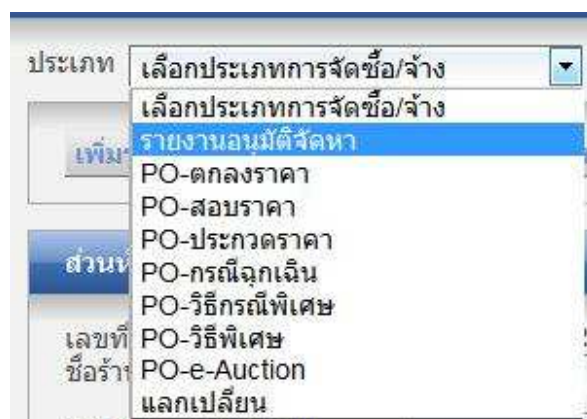 ประเภท เลือกประเภทการจัดซื้อ/จ้าง
เลือกประเภทการจัดซื้อ/จ้าง
รายงานอนุมัติจัดหา
PO-ตกลงราคา
PO-สอบราคา
PO-ประกวดราคา
PO-กรณีฉุกเฉิน
PO-วิธีกรณีพิเศษ
เลขที่ PO-วิธีพิเศษ
PO-e-Auction
แลกเปลี่ยน